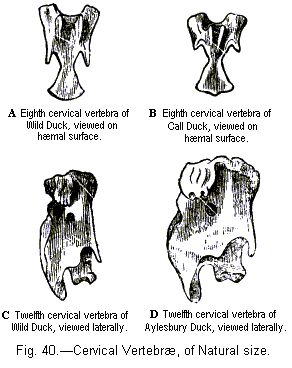 A Eighth cervical vertebra of
Wild Duck, viewed on
hæmal surface.
B Eighth cervical vertebra of
Call Duck, viewed on
hæmal surface.
C Twelfth cervical vertebra of
Wild Duck, viewed laterally.
D Twelfth cervical vertebra of
Aylesbury Duck, viewed laterally.
Fig. 40.—Cervical Vertebræ, of Natural size.